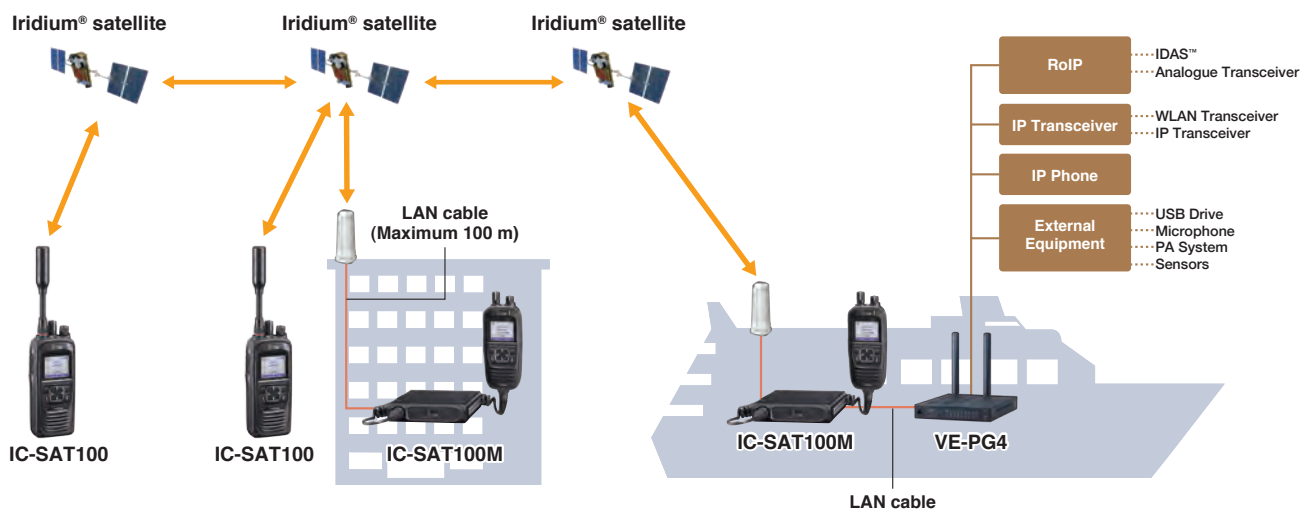 Iridium® satellite
Iridium® satellite
Iridium® satellite
RoIP
IDAS™
Analogue Transceiver
IP Transceiver
WLAN Transceiver
IP Transceiver
IP Phone
External
Equipment
USB Drive
Microphone
PA System
Sensors
LAN cable
(Maximum 100 m)
IC-SAT100
IC-SAT100
IC-SAT100M
IC-SAT100M
VE-PG4
LAN cable